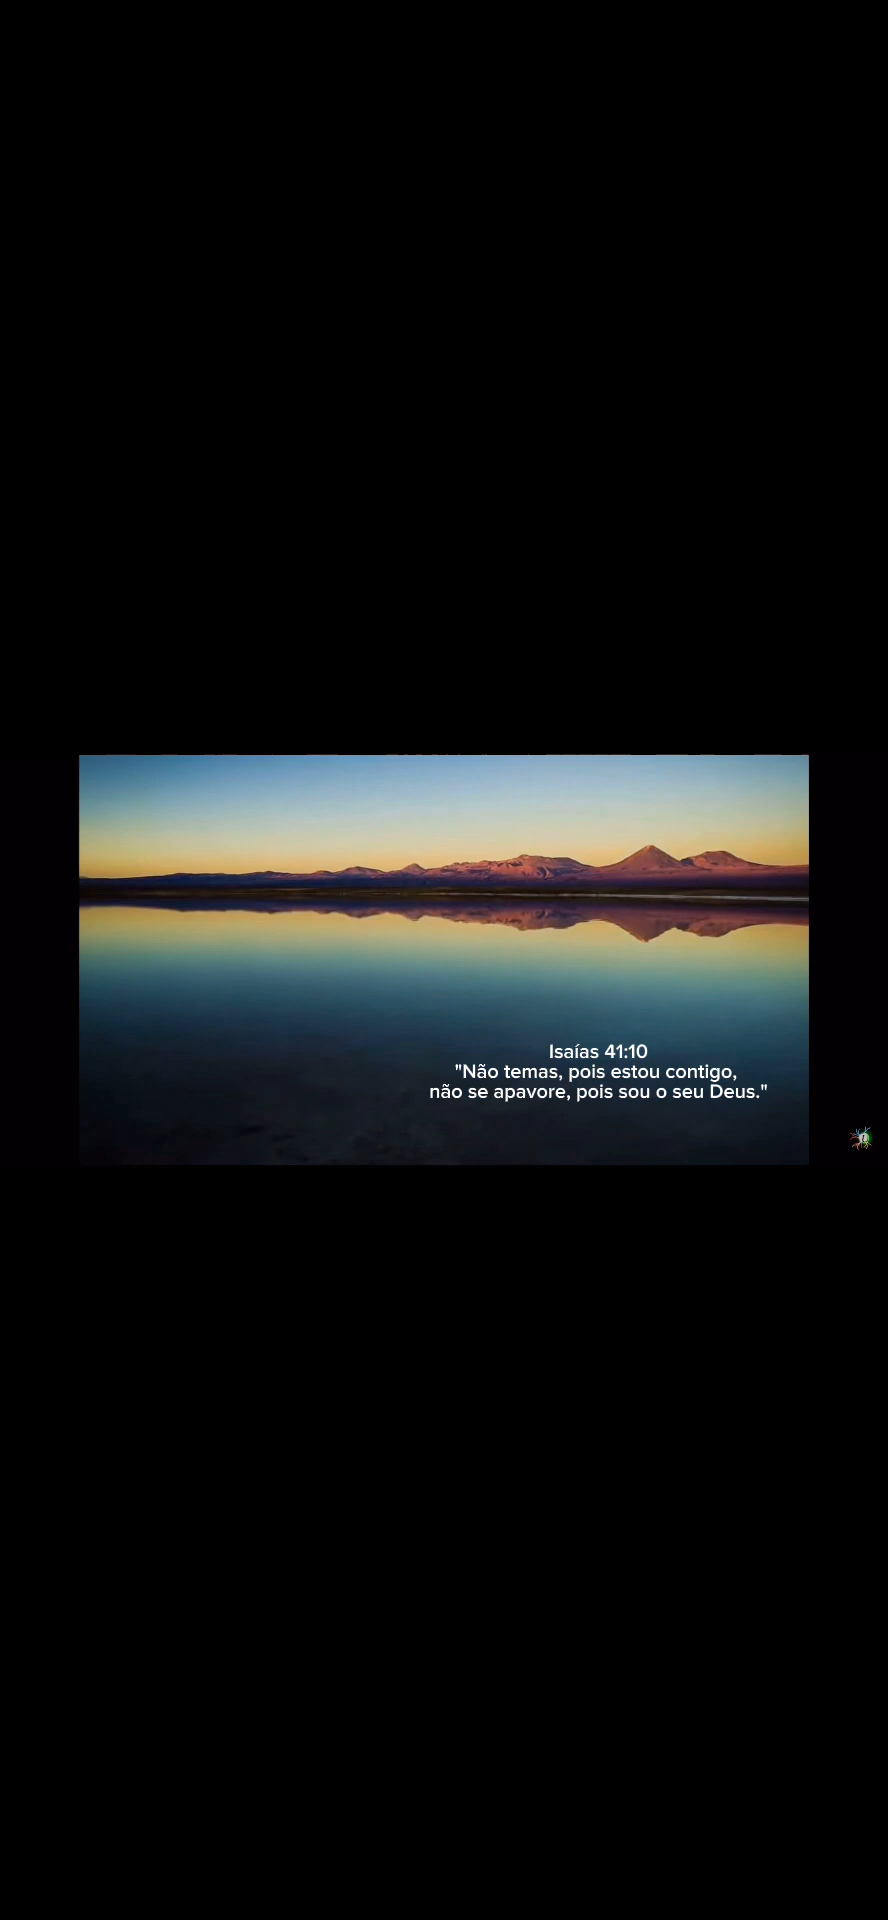 Isaías 41:10
"Não temas, pois estou contigo,
não se apavore, pois sou o seu Deus."